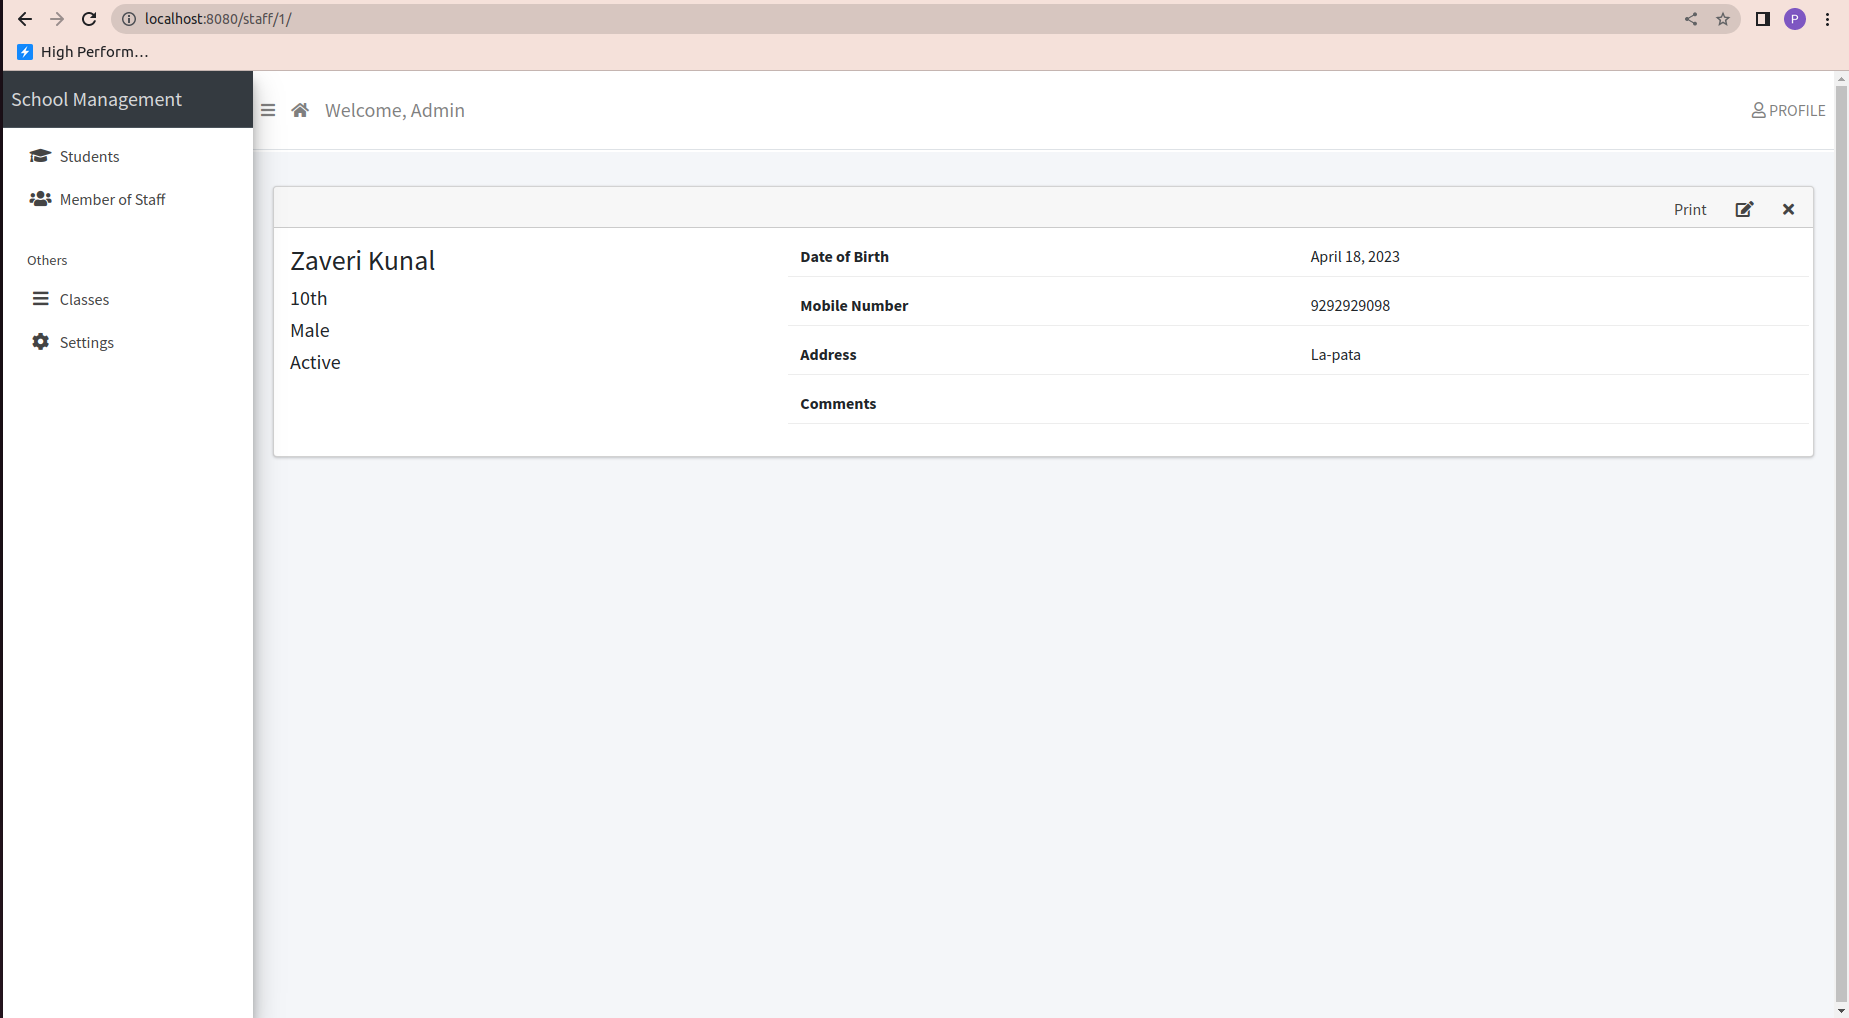 localhost:8080/staff/1/
P
High Perform...
School Management
Welcome, Admin
PROFILE
Students
Member of Staff
Others
Classes
Settings
Print
Zaveri Kunal
10th
Male
Active
Date of Birth April 18, 2023
Mobile Number 9292929098
Address La-pata
Comments